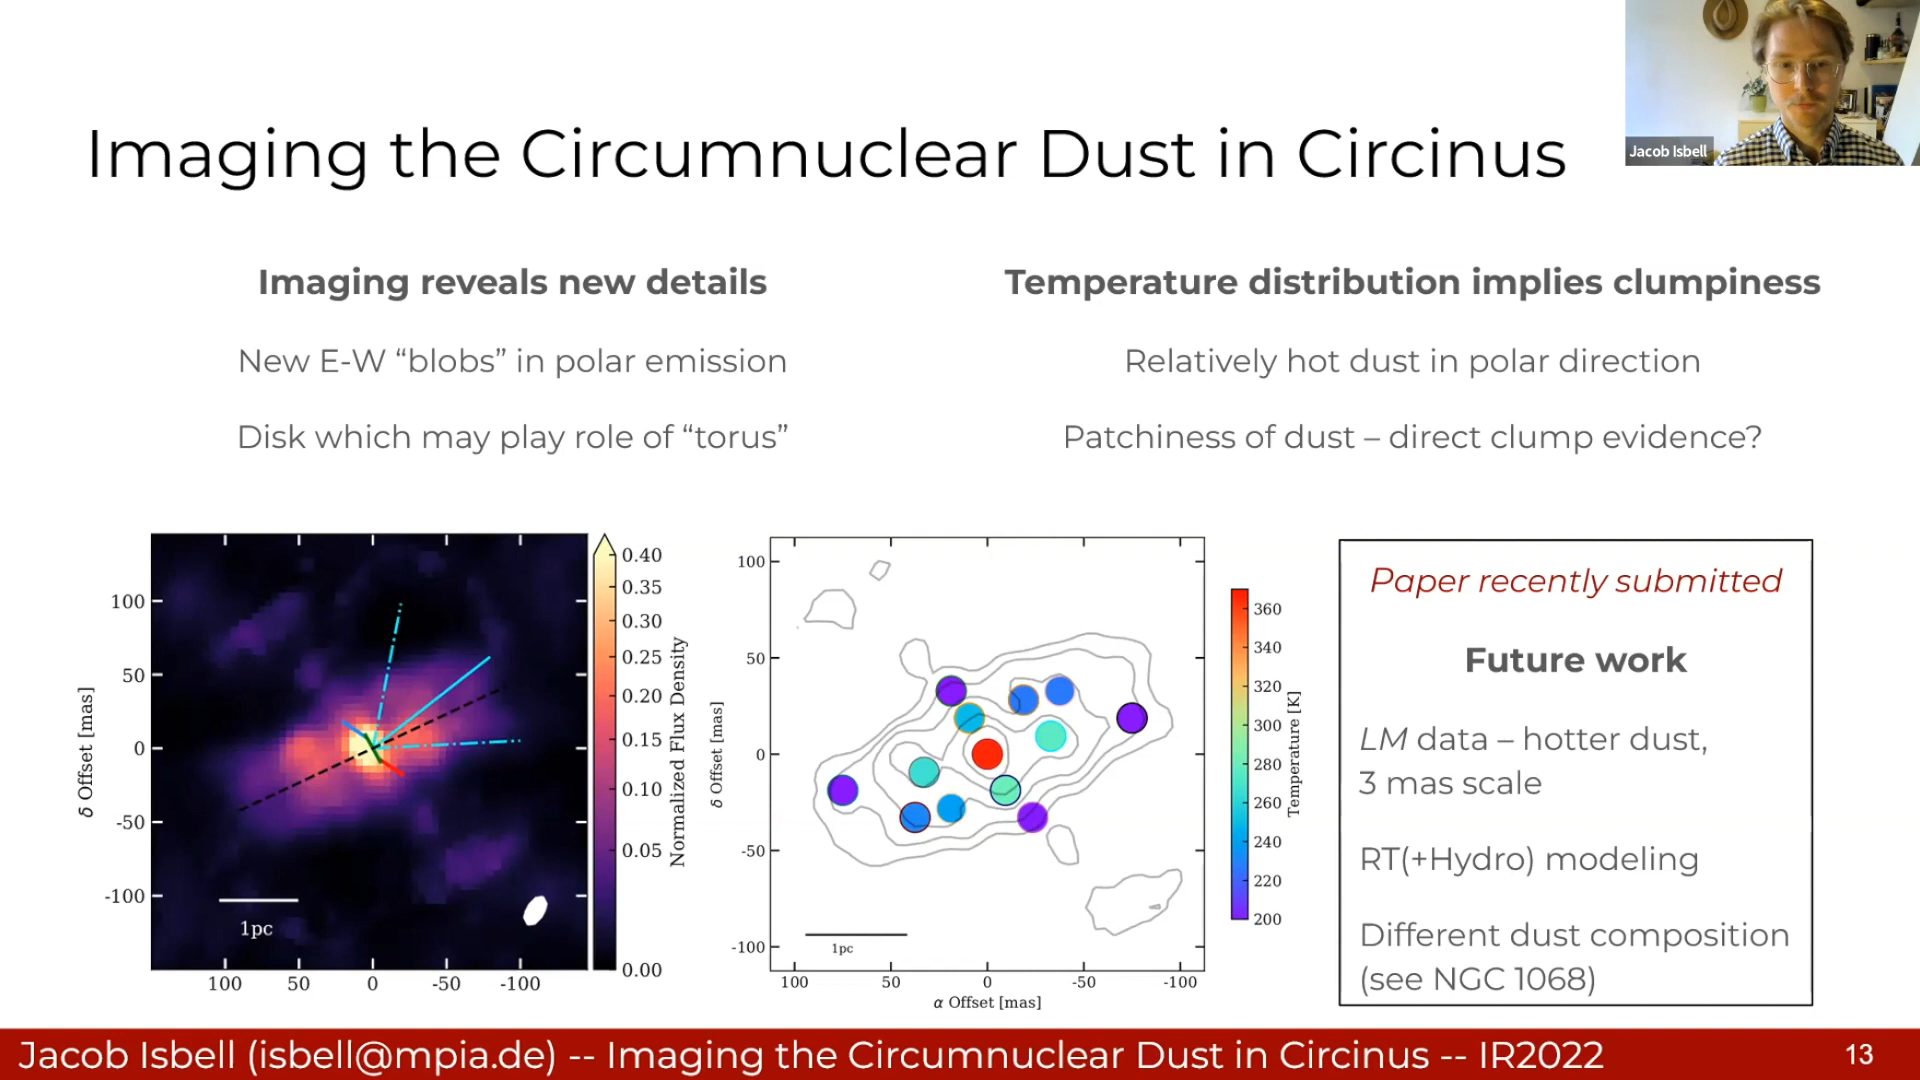 Jacob Isbell
Imaging the Circumnuclear Dust in Circinus
Imaging reveals new details
New E-W “blobs” in polar emission
Disk which may play role of “torus”
Temperature distribution implies clumpiness
Relatively hot dust in polar direction
Patchiness of dust – direct clump evidence?
δ Offset [mas]
100
50
0
-50
-100
1pc
100
50
0
-50
-100
0.40
0.35
0.30
0.25
0.20
0.15
0.10
0.05
0.00
Normalized Flux Density
δ Offset [mas]
100
50
0
-50
-100
1pc
100
50
0
-50
-100
α Offset [mas]
360
340
320
300
280
260
240
220
200
Temperature [K]
Paper recently submitted
Future work
LM data – hotter dust,
3 mas scale
RT(+Hydro) modeling
Different dust composition
(see NGC 1068)
Jacob Isbell (isbell@mpia.de) -- Imaging the Circumnuclear Dust in Circinus -- IR2022
13